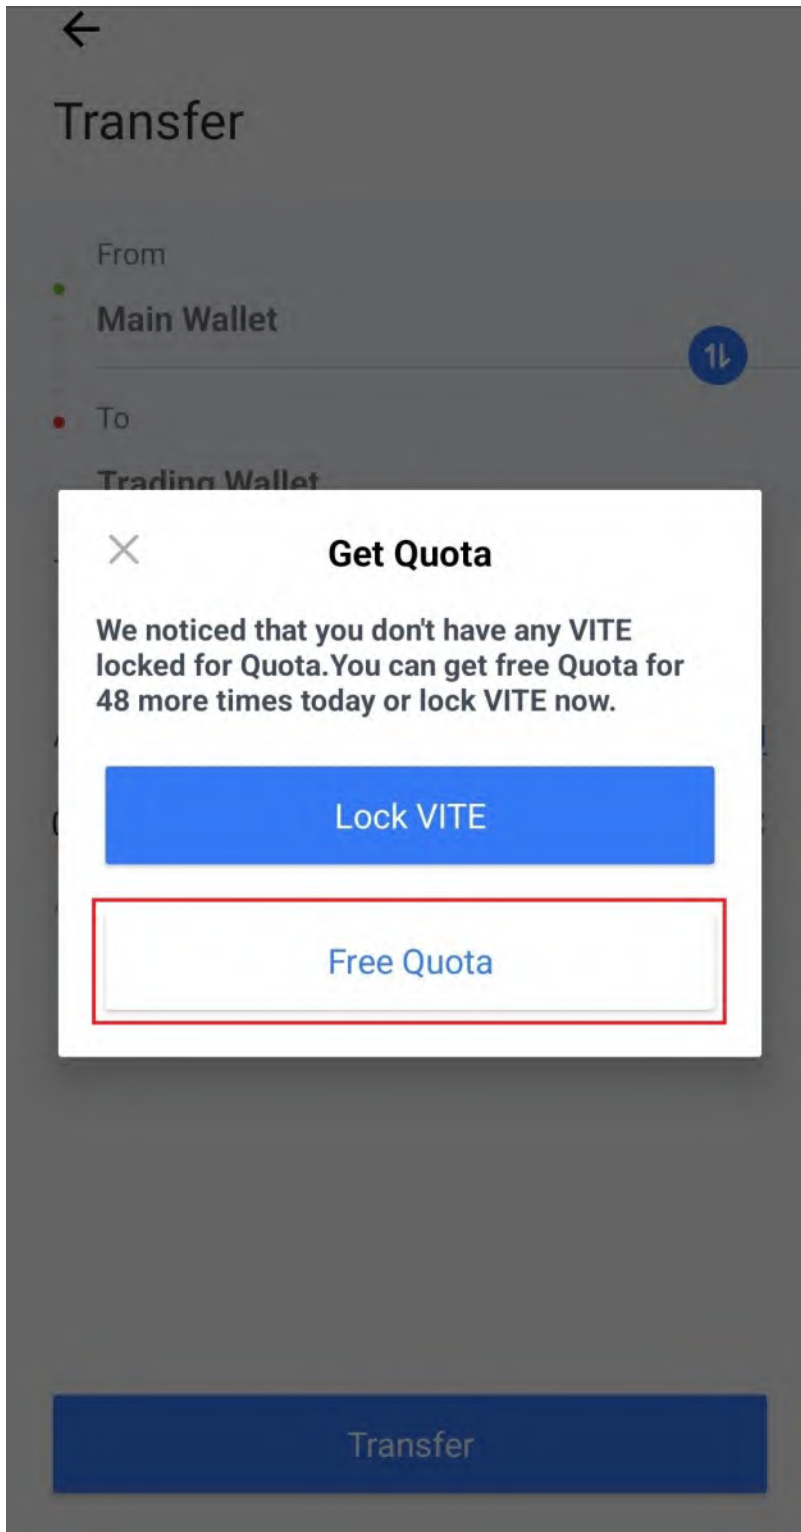 Transfer
From
Main Wallet
To
Trading Wallet
Get Quota
We noticed that you don't have any VITE
locked for Quota.You can get free Quota for
48 more times today or lock VITE now.
Lock VITE
Free Quota
Transfer